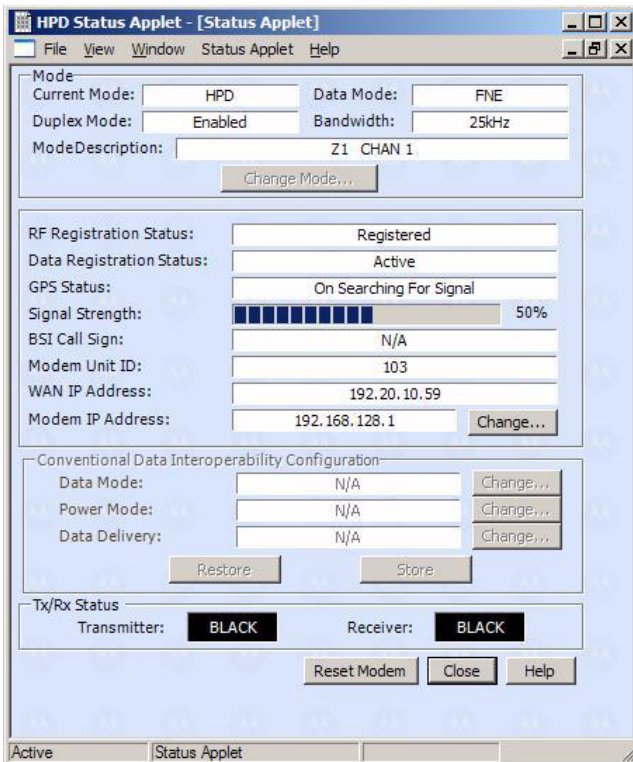 HPD Status Applet - [Status Applet]
File View Window Status Applet Help
Mode
Current Mode: HPD Data Mode: FNE
Duplex Mode: Enabled Bandwidth: 25kHz
ModeDescription: Z1 CHAN 1
Change Mode...
RF Registration Status: Registered
Data Registration Status: Active
GPS Status: On Searching For Signal
Signal Strength: 50%
BSI Call Sign: N/A
Modem Unit ID: 103
WAN IP Address: 192.20.10.59
Modem IP Address: 192.168.128.1 Change...
Conventional Data Interoperability Configuration
Data Mode: N/A Change...
Power Mode: N/A Change...
Data Delivery: N/A Change...
Restore Store
Tx/Rx Status
Transmitter: BLACK Receiver: BLACK
Reset Modem Close Help
Active Status Applet